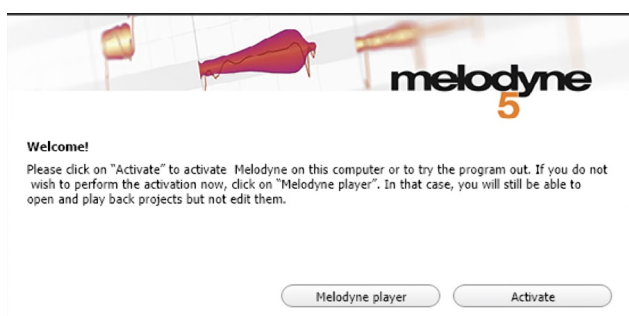 melodyne
5
Welcome!
Please click on "Activate" to activate Melodyne on this computer or to try the program out. If you do not
wish to perform the activation now, click on "Melodyne player". In that case, you will still be able to
open and play back projects but not edit them.
Melodyne player Activate